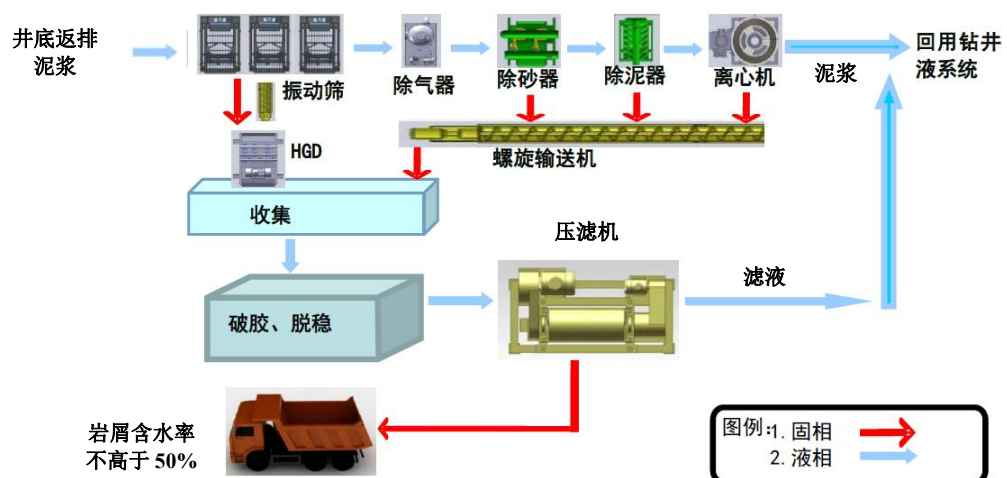 井底返排
泥浆
振动筛
除气器
除砂器
除泥器
离心机
泥浆
回用钻井
液系统
HGD
螺旋输送机
收集
压滤机
滤液
破胶、脱稳
岩屑含水率
不高于 50%
图例:1. 固相
2. 液相